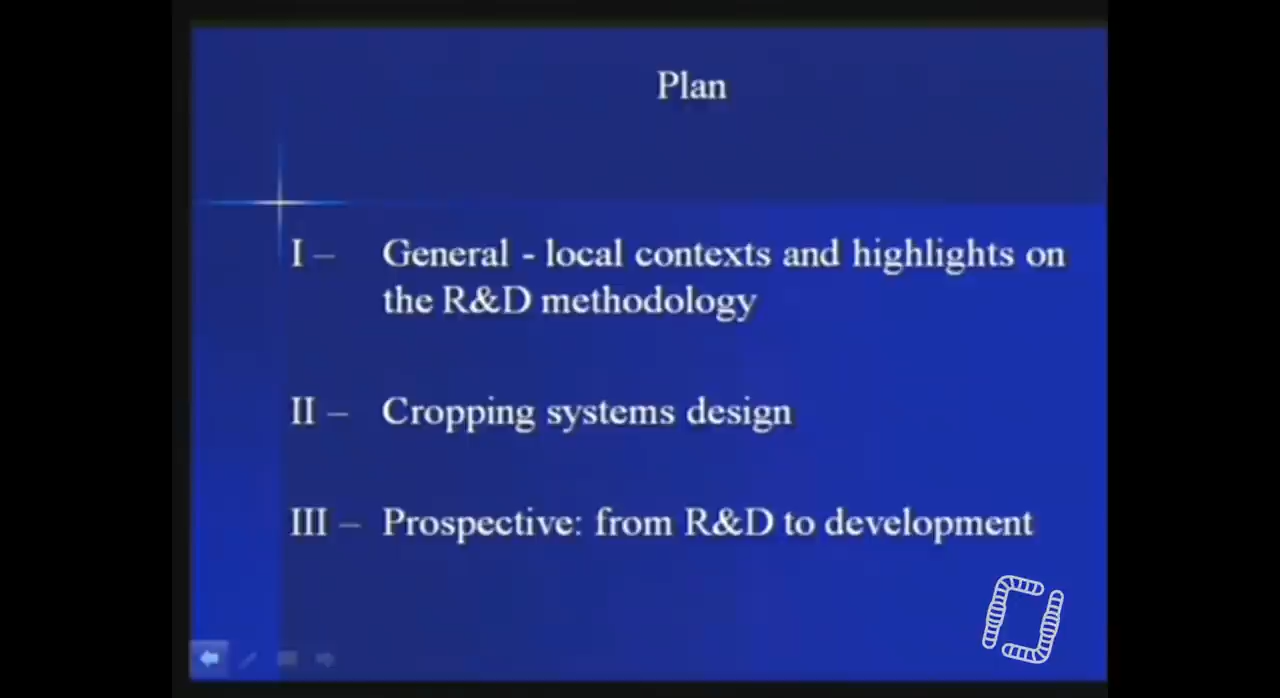 Plan
I – General - local contexts and highlights on
the R&D methodology
II – Cropping systems design
III – Prospective: from R&D to development